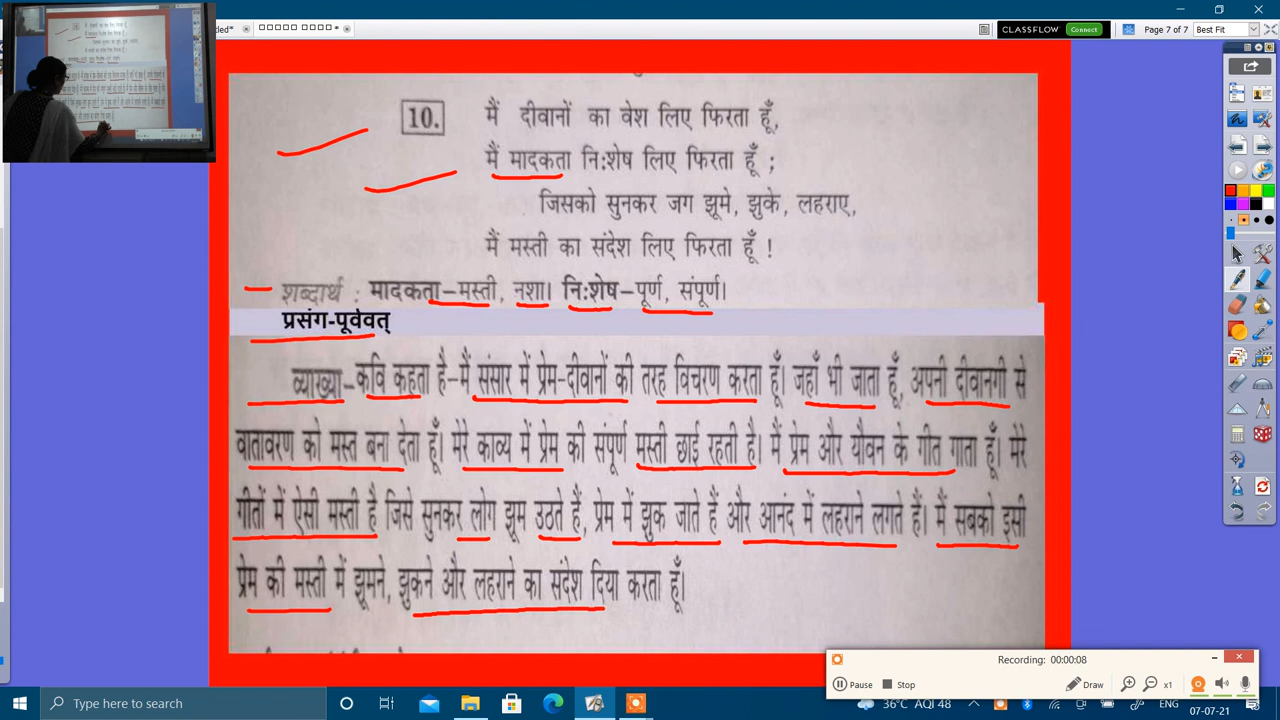 CLASSFLOW Connect Page 7 of 7 Best Fit
10. मैं दीवानों का वेश लिए फिरता हूँ,
मैं मादकता नि:शेष लिए फिरता हूँ ;
जिसको सुनकर जग झूमे, झुके, लहराए,
मैं मस्ती का संदेश लिए फिरता हूँ !
शब्दार्थ : मादकता–मस्ती, नशा। नि:शेष–पूर्ण, संपूर्ण।
प्रसंग-पूर्ववत्
व्याख्या–कवि कहता है–मैं संसार में प्रेम-दीवानों की तरह विचरण करता हूँ। जहाँ भी जाता हूँ, अपनी दीवानगी से
वातावरण को मस्त बना देता हूँ। मेरे काव्य में प्रेम की संपूर्ण मस्ती छाई रहती है। मैं प्रेम और यौवन के गीत गाता हूँ। मेरे
गीतों में ऐसी मस्ती है जिसे सुनकर लोग झूम उठते हैं, प्रेम में झुक जाते हैं और आनंद में लहराने लगते हैं। मैं सबको इसी
प्रेम की मस्ती में झूमने, झुकने और लहराने का संदेश दिया करता हूँ।
Recording: 00:00:08
Pause Stop Draw x1
Type here to search 36°C AQI 48 ENG 07-07-21